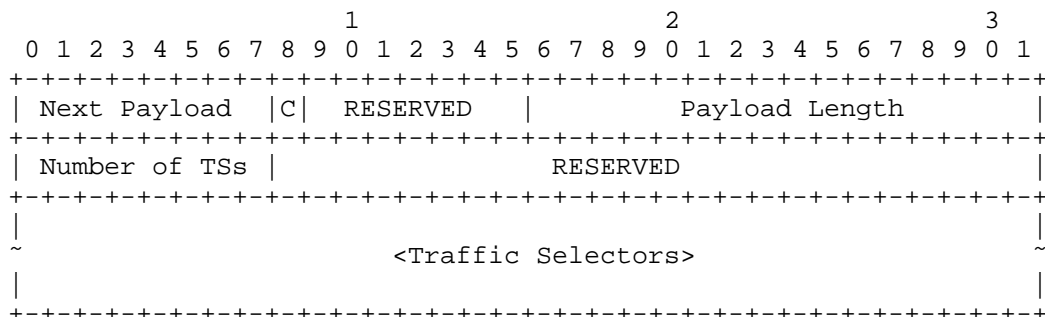 1                   2                   3
 0 1 2 3 4 5 6 7 8 9 0 1 2 3 4 5 6 7 8 9 0 1 2 3 4 5 6 7 8 9 0 1
+-+-+-+-+-+-+-+-+-+-+-+-+-+-+-+-+-+-+-+-+-+-+-+-+-+-+-+-+-+-+-+-+
| Next Payload  |C|  RESERVED   |         Payload Length        |
+-+-+-+-+-+-+-+-+-+-+-+-+-+-+-+-+-+-+-+-+-+-+-+-+-+-+-+-+-+-+-+-+
| Number of TSs |                 RESERVED                      |
+-+-+-+-+-+-+-+-+-+-+-+-+-+-+-+-+-+-+-+-+-+-+-+-+-+-+-+-+-+-+-+-+
|                                                               |
~                       <Traffic Selectors>                     ~
|                                                               |
+-+-+-+-+-+-+-+-+-+-+-+-+-+-+-+-+-+-+-+-+-+-+-+-+-+-+-+-+-+-+-+-+